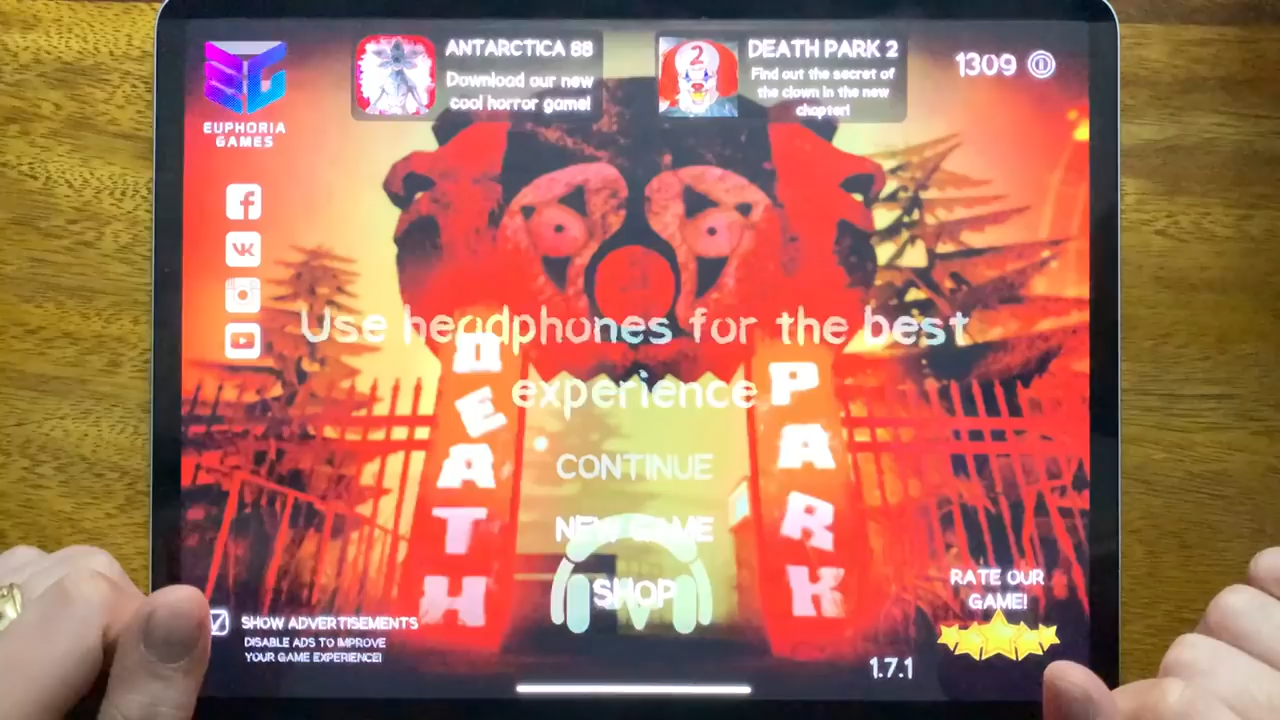 EUPHORIA
GAMES
ANTARCTICA 88
Download our new
cool horror game!
2
DEATH PARK 2
Find out the secret of
the clown in the new
chapter!
1309
Use headphones for the best
experience
DEATH
PARK
CONTINUE
NEW GAME
SHOP
SHOW ADVERTISEMENTS
DISABLE ADS TO IMPROVE
YOUR GAME EXPERIENCE!
RATE OUR
GAME!
1.7.1